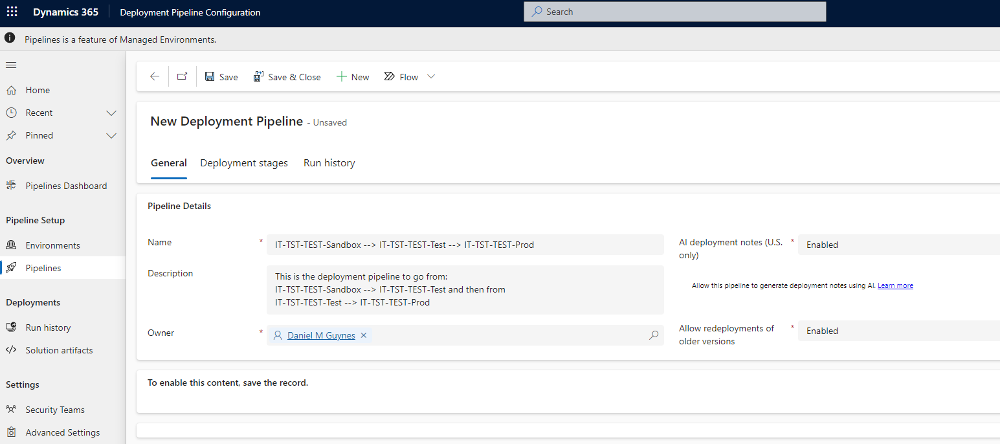 Dynamics 365
Deployment Pipeline Configuration
Search
Pipelines is a feature of Managed Environments.
Home
Recent
Pinned
Overview
Pipelines Dashboard
Pipeline Setup
Environments
Pipelines
Deployments
Run history
Solution artifacts
Settings
Security Teams
Advanced Settings
Save
Save & Close
New
Flow
New Deployment Pipeline - Unsaved
General
Deployment stages
Run history
Pipeline Details
Name *
IT-TST-TEST-Sandbox --> IT-TST-TEST-Test --> IT-TST-TEST-Prod
Description
This is the deployment pipeline to go from:
IT-TST-TEST-Sandbox --> IT-TST-TEST-Test and then from
IT-TST-TEST-Test --> IT-TST-TEST-Prod
Owner *
Daniel M Guynes
AI deployment notes (U.S. *
only)
Enabled
Allow this pipeline to generate deployment notes using AI. Learn more
Allow redeployments of *
older versions
Enabled
To enable this content, save the record.